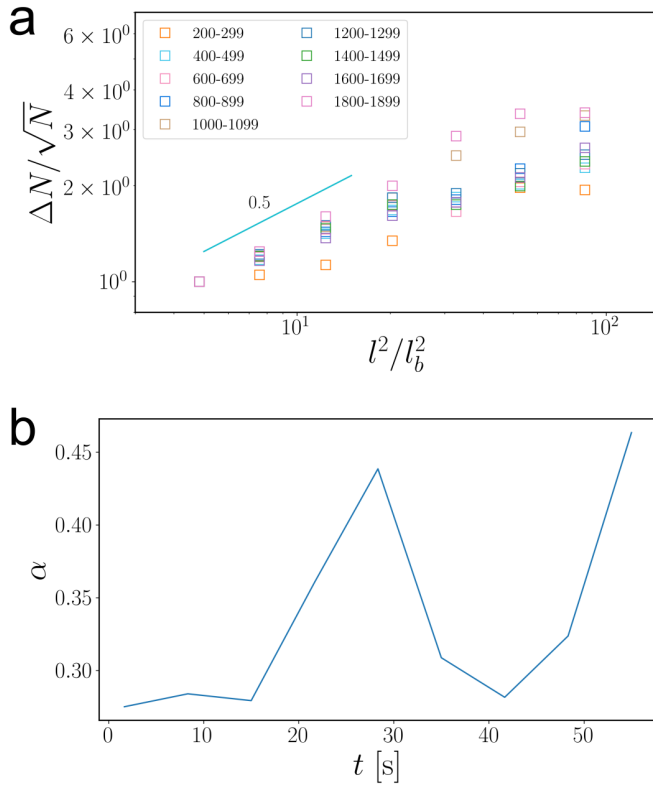 a
6 × 10⁰
4 × 10⁰
3 × 10⁰
2 × 10⁰
10⁰
ΔN/√N
200-299
400-499
600-699
800-899
1000-1099
1200-1299
1400-1499
1600-1699
1800-1899
0.5
10¹
10²
l²/l_b²
b
0.45
0.40
0.35
0.30
α
0
10
20
30
40
50
t [s]